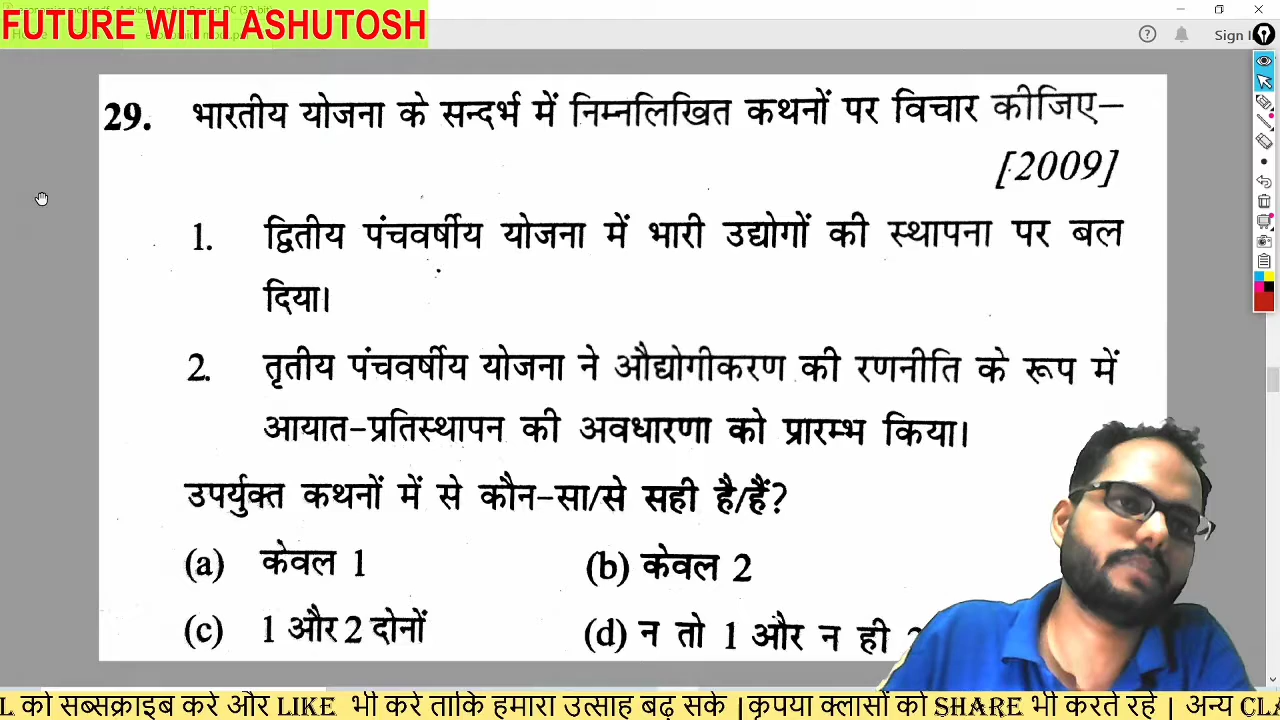 FUTURE WITH ASHUTOSH
Sign I
29. भारतीय योजना के सन्दर्भ में निम्नलिखित कथनों पर विचार कीजिए–
[2009]
1. द्वितीय पंचवर्षीय योजना में भारी उद्योगों की स्थापना पर बल
दिया।
2. तृतीय पंचवर्षीय योजना ने औद्योगीकरण की रणनीति के रूप में
आयात-प्रतिस्थापन की अवधारणा को प्रारम्भ किया।
उपर्युक्त कथनों में से कौन-सा/से सही है/हैं?
(a) केवल 1 (b) केवल 2
(c) 1 और 2 दोनों (d) न तो 1 और न ही
L को सब्सक्राइब करे और LIKE भी करे ताकि हमारा उत्साह बढ़ सके | कृपया क्लासों को SHARE भी करते रहे | अन्य CLA